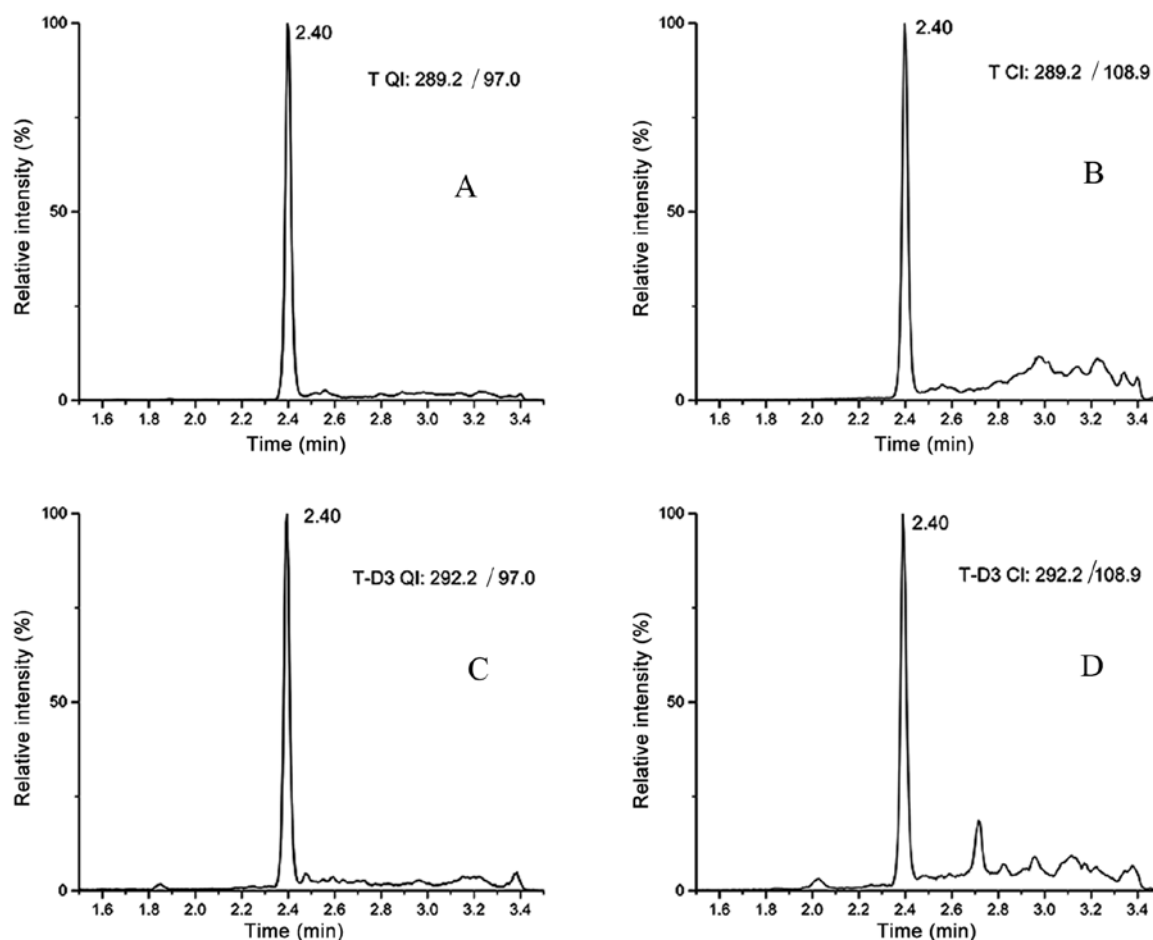 100
2.40
T QI: 289.2 / 97.0
A
50
0
Relative intensity (%)
1.6 1.8 2.0 2.2 2.4 2.6 2.8 3.0 3.2 3.4
Time (min)
100
2.40
T CI: 289.2 / 108.9
B
50
0
Relative intensity (%)
1.6 1.8 2.0 2.2 2.4 2.6 2.8 3.0 3.2 3.4
Time (min)
100
2.40
T-D3 QI: 292.2 / 97.0
C
50
0
Relative intensity (%)
1.6 1.8 2.0 2.2 2.4 2.6 2.8 3.0 3.2 3.4
Time (min)
100
2.40
T-D3 CI: 292.2 /108.9
D
50
0
Relative intensity (%)
1.6 1.8 2.0 2.2 2.4 2.6 2.8 3.0 3.2 3.4
Time (min)